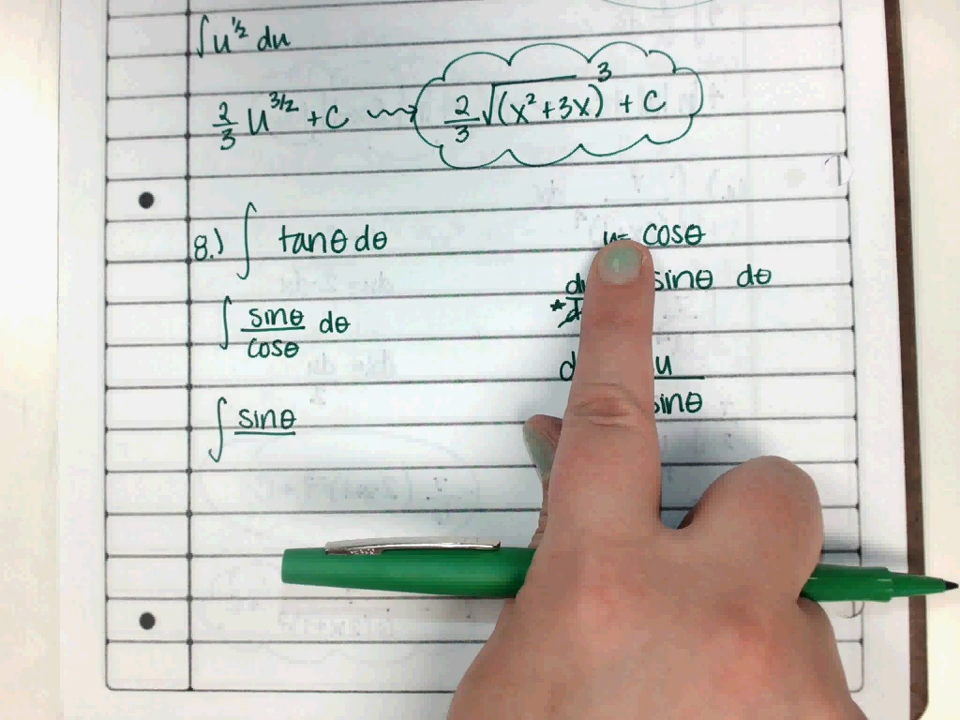 ∫ u^½ du
2/3 u^3/2 + C ⇝ 2/3 √(x² + 3x)³ + C
8.) ∫ tanθ dθ u = cosθ
sinθ dθ
∫ sinθ/cosθ dθ
u
∫ sinθ sinθ